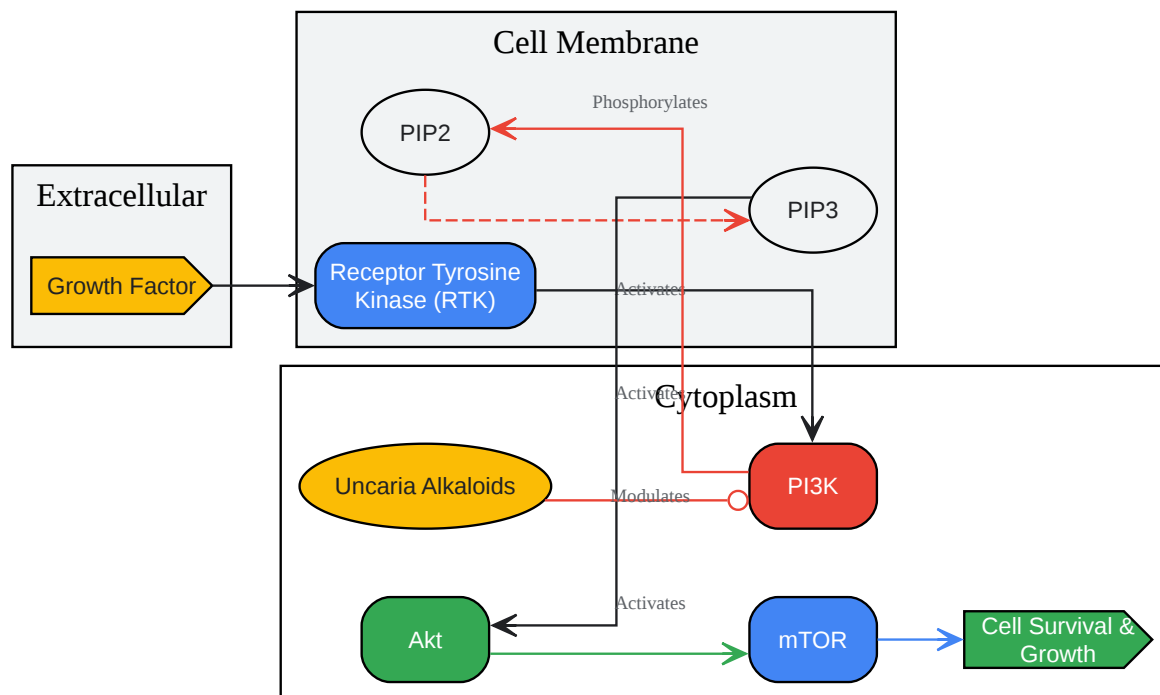 Cell Membrane
Phosphorylates
PIP2
Extracellular
PIP3
Growth Factor
Receptor Tyrosine
Kinase (RTK)
Activates
Activates
Cytoplasm
Uncaria Alkaloids
Modulates
PI3K
Activates
Akt
mTOR
Cell Survival &
Growth